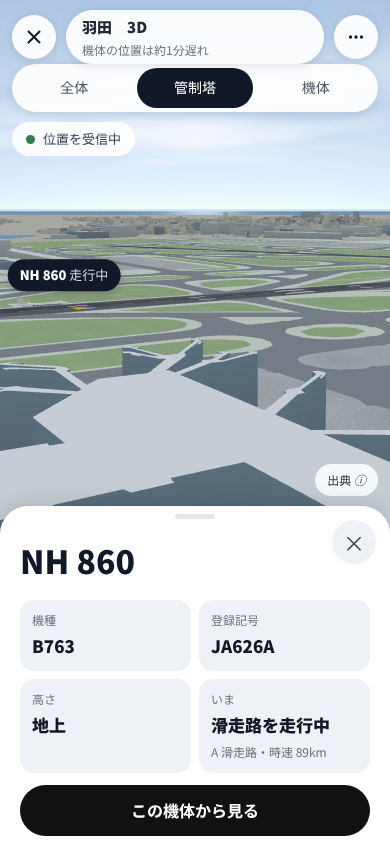 羽田　3D
機体の位置は約1分遅れ
全体
管制塔
機体
位置を受信中
NH 860 走行中
出典 ⓘ
NH 860
機種
B763
登録記号
JA626A
高さ
地上
いま
滑走路を走行中
A 滑走路・時速 89km
この機体から見る